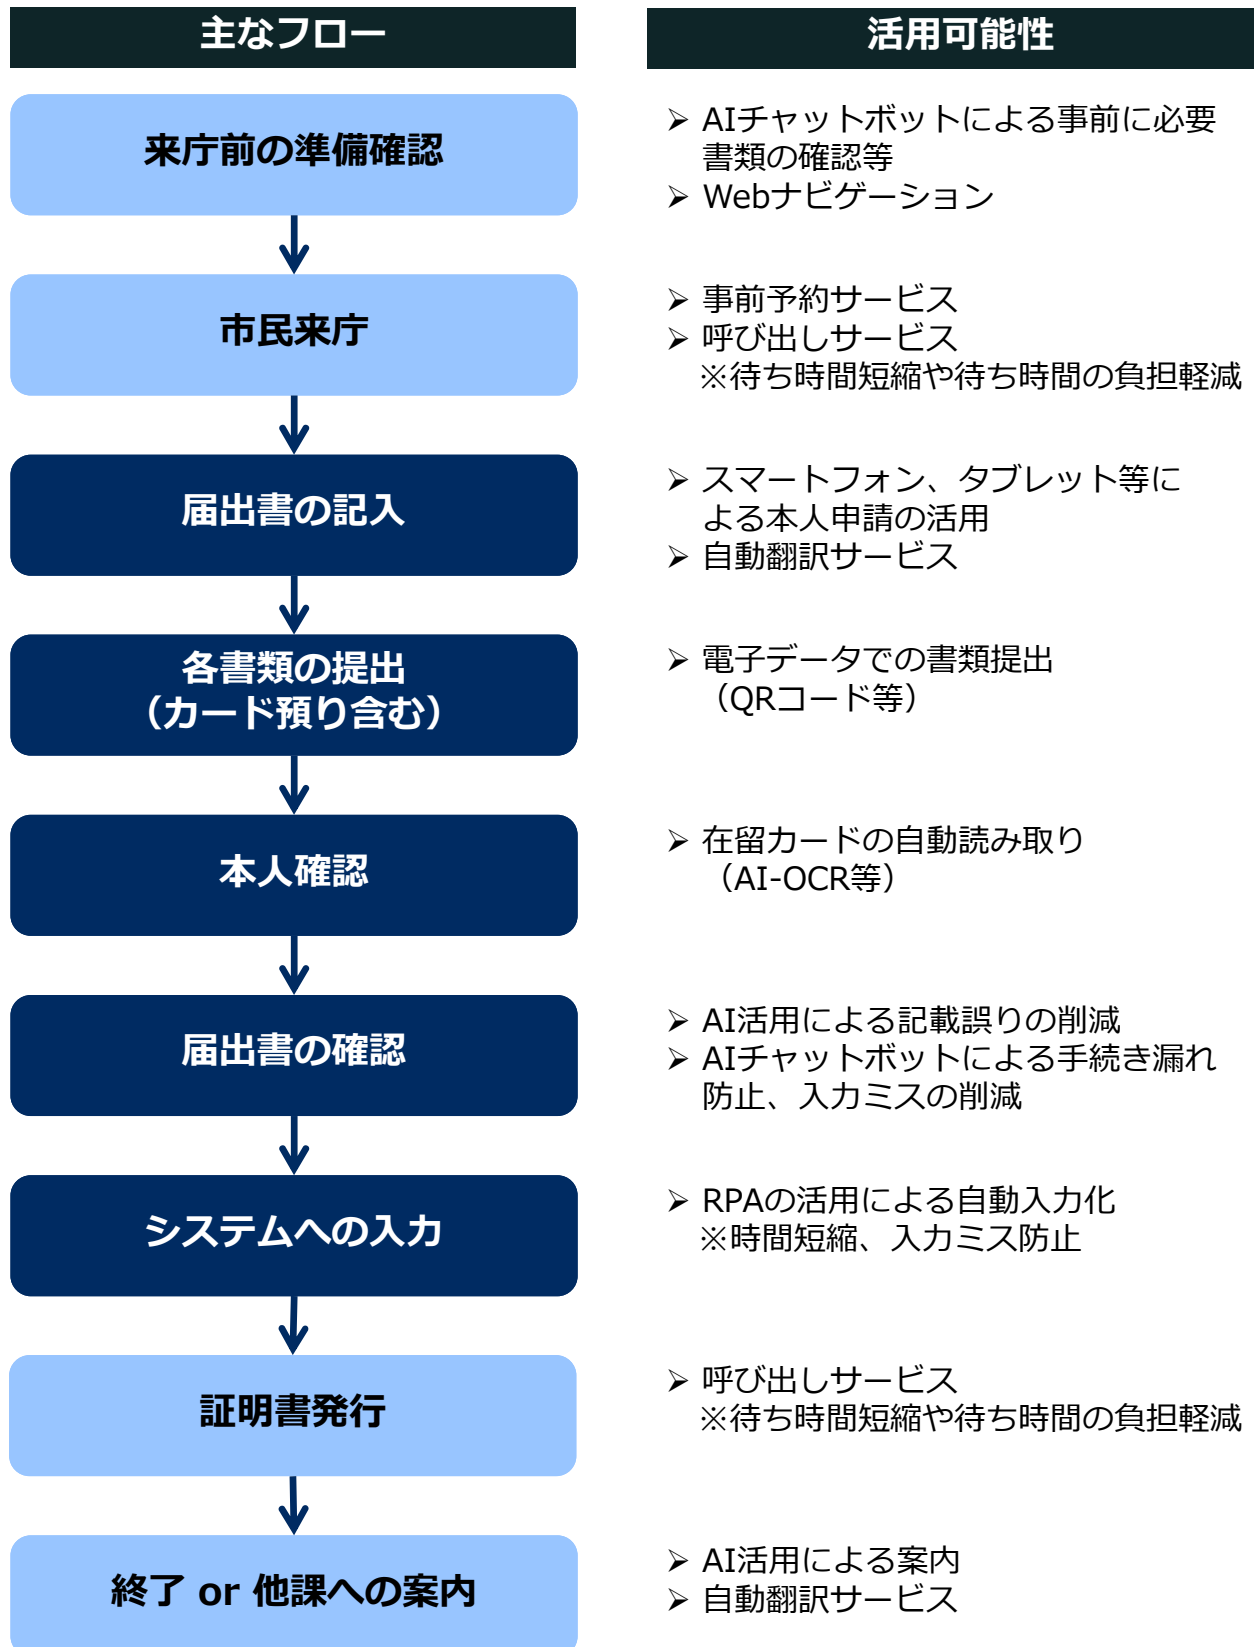 主なフロー
活用可能性
来庁前の準備確認
➢ AIチャットボットによる事前に必要
書類の確認等
➢ Webナビゲーション
市民来庁
➢ 事前予約サービス
➢ 呼び出しサービス
※待ち時間短縮や待ち時間の負担軽減
届出書の記入
➢ スマートフォン、タブレット等に
よる本人申請の活用
➢ 自動翻訳サービス
各書類の提出
（カード預り含む）
➢ 電子データでの書類提出
（QRコード等）
本人確認
➢ 在留カードの自動読み取り
（AI-OCR等）
届出書の確認
➢ AI活用による記載誤りの削減
➢ AIチャットボットによる手続き漏れ
防止、入力ミスの削減
システムへの入力
➢ RPAの活用による自動入力化
※時間短縮、入力ミス防止
証明書発行
➢ 呼び出しサービス
※待ち時間短縮や待ち時間の負担軽減
終了 or 他課への案内
➢ AI活用による案内
➢ 自動翻訳サービス